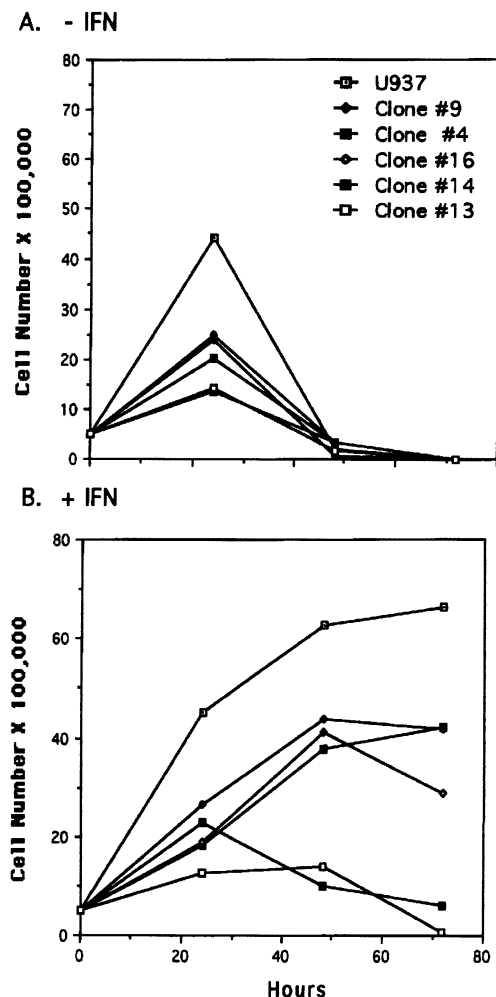 A. - IFN
80
70
60
50
40
30
20
10
0
Cell Number X 100,000
U937
Clone #9
Clone #4
Clone #16
Clone #14
Clone #13
B. + IFN
80
60
40
20
0
Cell Number X 100,000
0 20 40 60 80
Hours